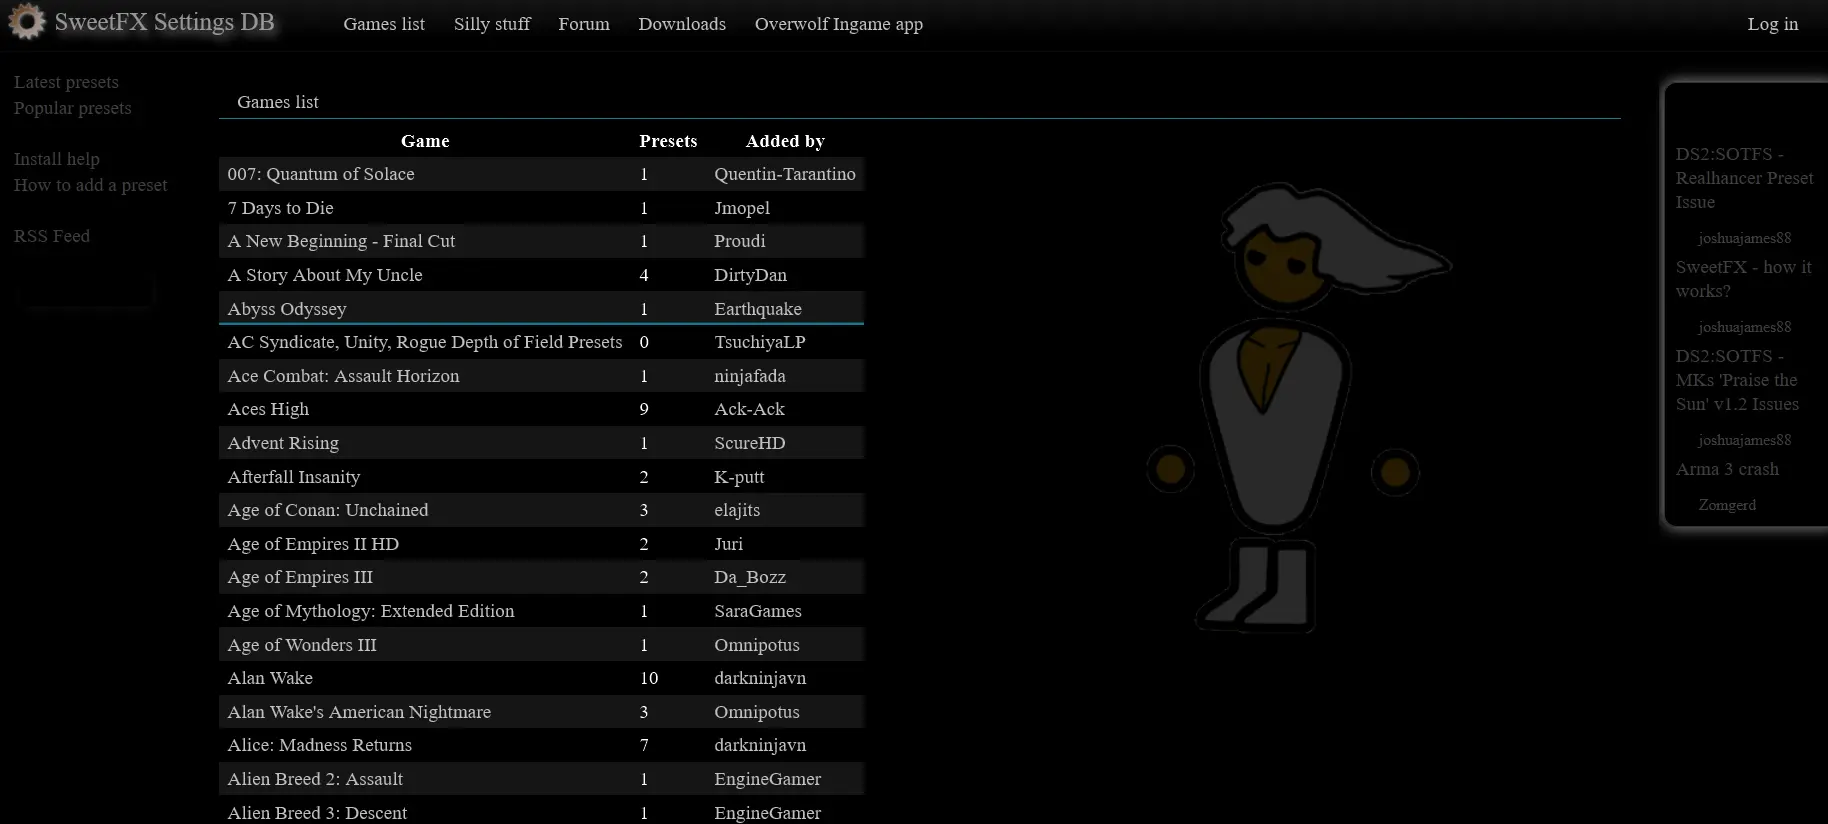 SweetFX Settings DB
Games list Silly stuff Forum Downloads Overwolf Ingame app Log in
Latest presets
Popular presets
Install help
How to add a preset
RSS Feed
Games list
Game Presets Added by
007: Quantum of Solace 1 Quentin-Tarantino
7 Days to Die 1 Jmopel
A New Beginning - Final Cut 1 Proudi
A Story About My Uncle 4 DirtyDan
Abyss Odyssey 1 Earthquake
AC Syndicate, Unity, Rogue Depth of Field Presets 0 TsuchiyaLP
Ace Combat: Assault Horizon 1 ninjafada
Aces High 9 Ack-Ack
Advent Rising 1 ScureHD
Afterfall Insanity 2 K-putt
Age of Conan: Unchained 3 elajits
Age of Empires II HD 2 Juri
Age of Empires III 2 Da_Bozz
Age of Mythology: Extended Edition 1 SaraGames
Age of Wonders III 1 Omnipotus
Alan Wake 10 darkninjavn
Alan Wake's American Nightmare 3 Omnipotus
Alice: Madness Returns 7 darkninjavn
Alien Breed 2: Assault 1 EngineGamer
Alien Breed 3: Descent 1 EngineGamer
DS2:SOTFS -
Realhancer Preset
Issue
joshuajames88
SweetFX - how it
works?
joshuajames88
DS2:SOTFS -
MKs 'Praise the
Sun' v1.2 Issues
joshuajames88
Arma 3 crash
Zomgerd